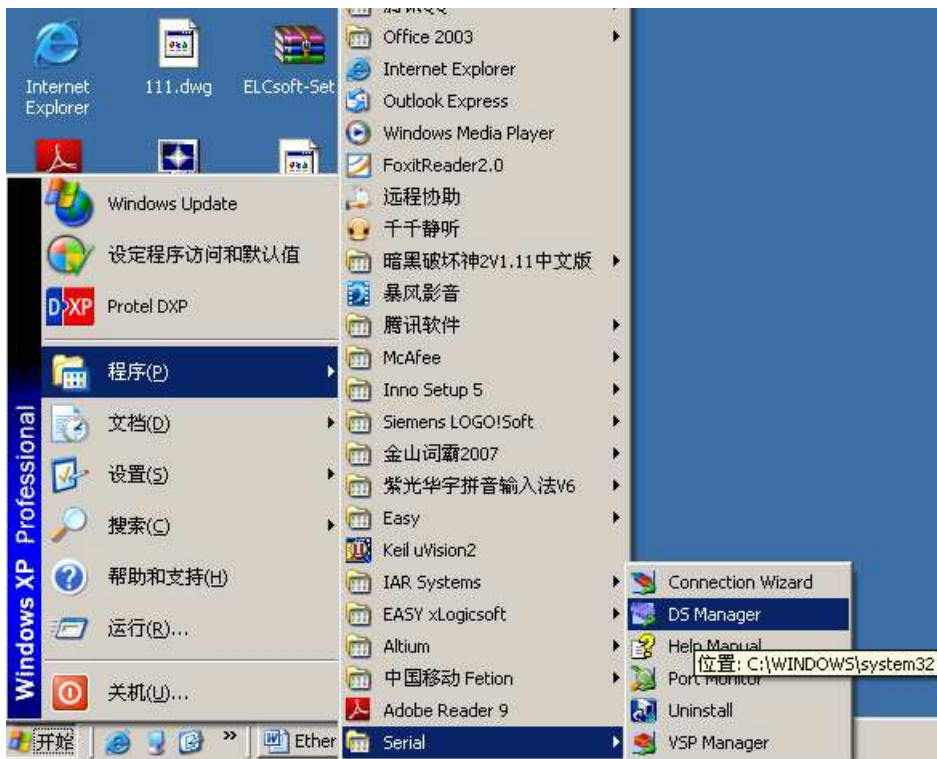 Internet
Explorer
111.dwg
ELCsoft-Set
Windows XP Professional
Windows Update
设定程序访问和默认值
Protel DXP
程序(P)
文档(D)
设置(S)
搜索(C)
帮助和支持(H)
运行(R)...
关机(U)...
Office 2003
Internet Explorer
Outlook Express
Windows Media Player
FoxitReader2.0
远程协助
千千静听
暗黑破坏神2V1.11中文版
暴风影音
腾讯软件
McAfee
Inno Setup 5
Siemens LOGO!Soft
金山词霸2007
紫光华宇拼音输入法V6
Easy
Keil uVision2
IAR Systems
EASY xLogicsoft
Altium
中国移动 Fetion
Adobe Reader 9
Serial
Connection Wizard
DS Manager
Help Manual
位置: C:\WINDOWS\system32
Port Monitor
Uninstall
VSP Manager
开始
»
Ether